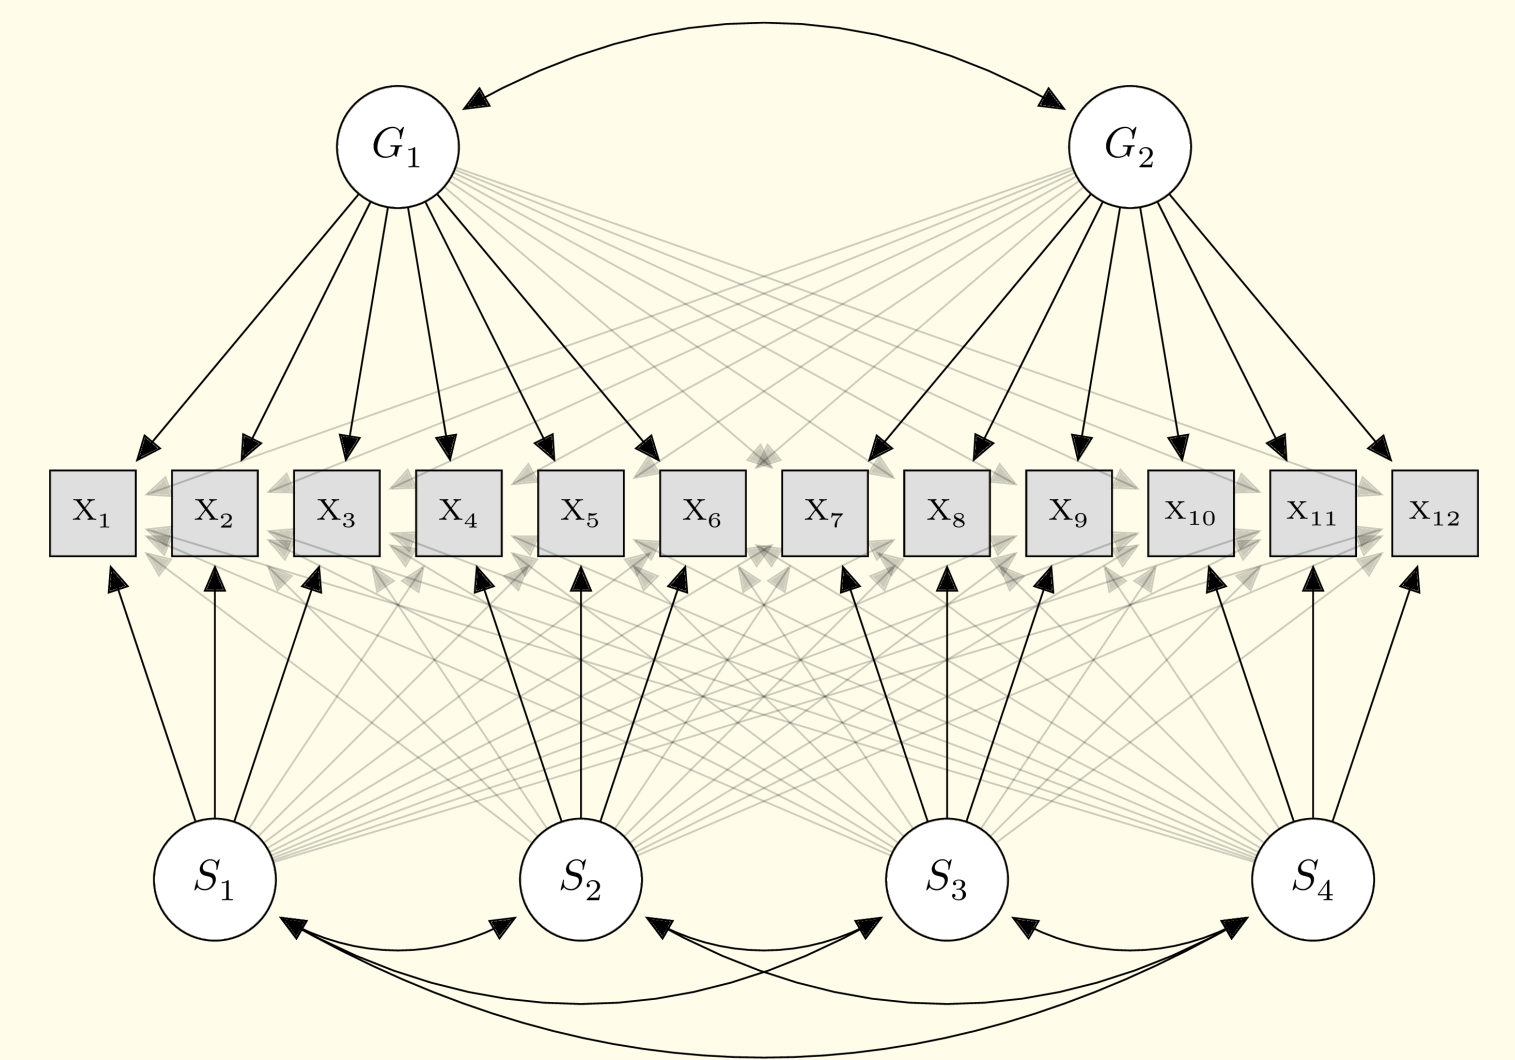 G₁ G₂
X₁ X₂ X₃ X₄ X₅ X₆ X₇ X₈ X₉ X₁₀ X₁₁ X₁₂
S₁ S₂ S₃ S₄